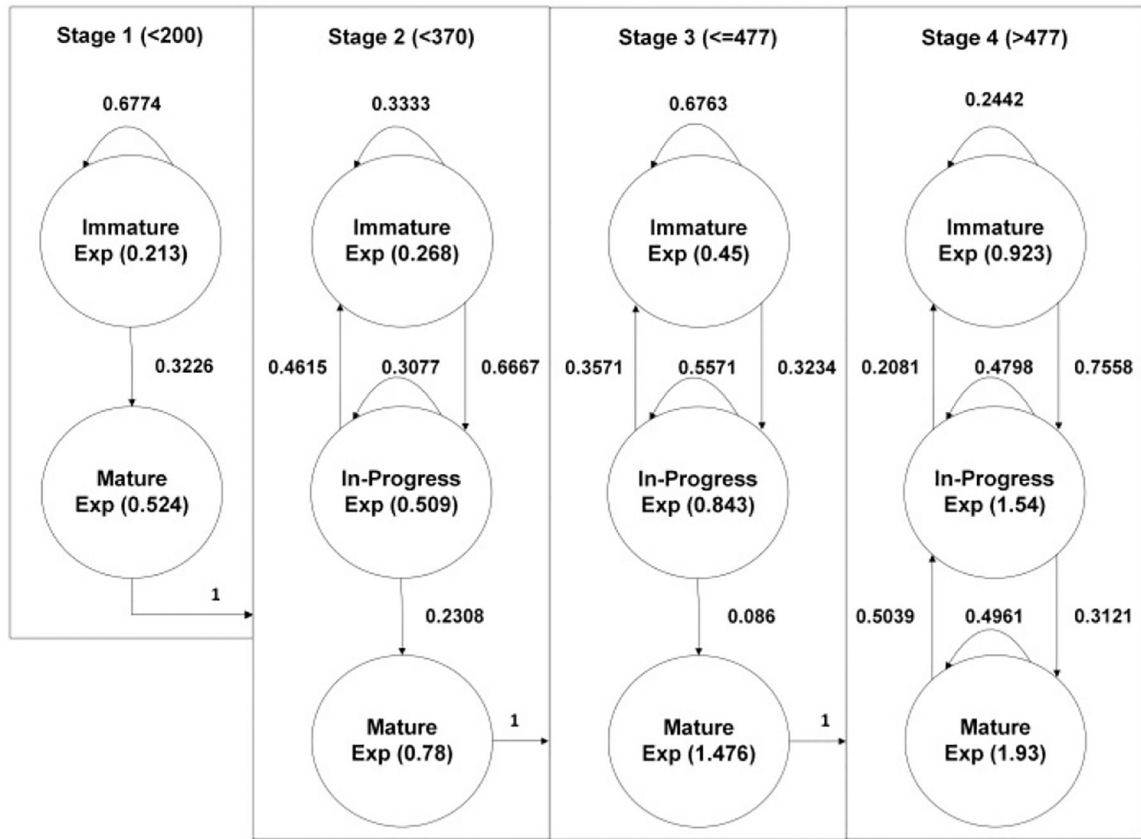 Stage 1 (<200)
0.6774
Immature
Exp (0.213)
0.3226
Mature
Exp (0.524)
1
Stage 2 (<370)
0.3333
Immature
Exp (0.268)
0.4615
0.3077
0.6667
In-Progress
Exp (0.509)
0.2308
Mature
Exp (0.78)
1
Stage 3 (<=477)
0.6763
Immature
Exp (0.45)
0.3571
0.5571
0.3234
In-Progress
Exp (0.843)
0.086
Mature
Exp (1.476)
1
Stage 4 (>477)
0.2442
Immature
Exp (0.923)
0.2081
0.4798
0.7558
In-Progress
Exp (1.54)
0.5039
0.4961
0.3121
Mature
Exp (1.93)